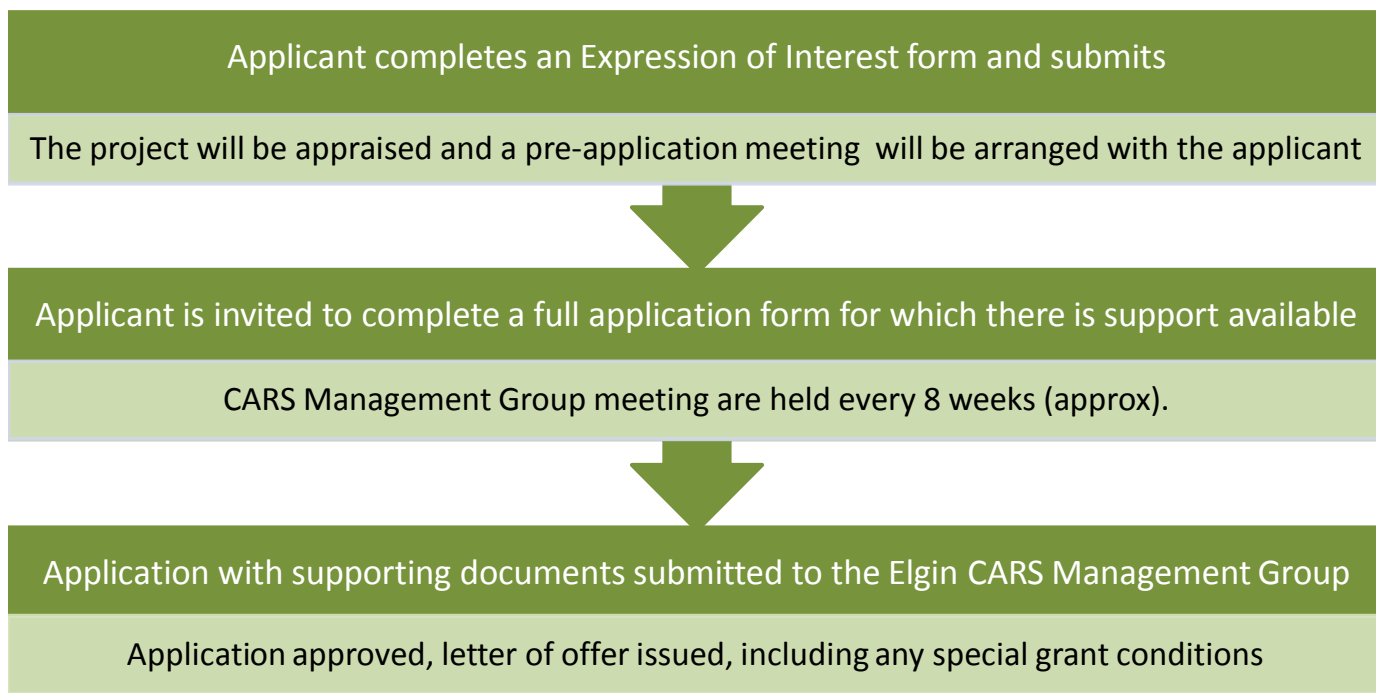 Applicant completes an Expression of Interest form and submits
The project will be appraised and a pre-application meeting will be arranged with the applicant
Applicant is invited to complete a full application form for which there is support available
CARS Management Group meeting are held every 8 weeks (approx).
Application with supporting documents submitted to the Elgin CARS Management Group
Application approved, letter of offer issued, including any special grant conditions